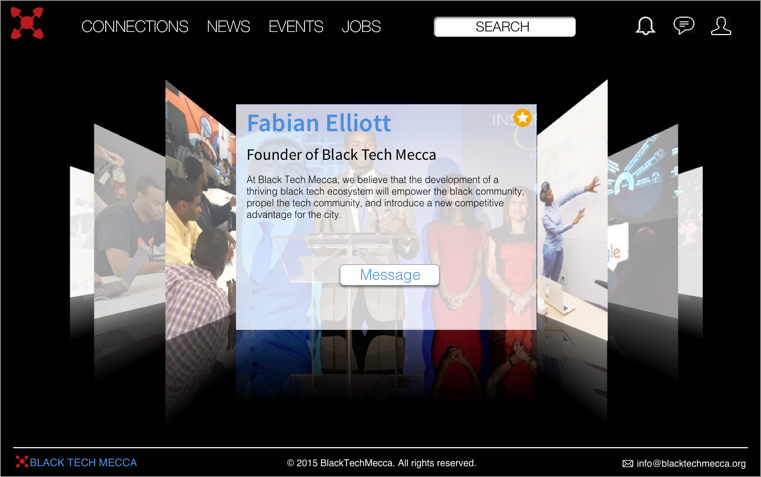 CONNECTIONS NEWS EVENTS JOBS SEARCH
Fabian Elliott
Founder of Black Tech Mecca
At Black Tech Mecca, we believe that the development of a
thriving black tech ecosystem will empower the black community,
propel the tech community, and introduce a new competitive
advantage for the city.
Message
BLACK TECH MECCA © 2015 BlackTechMecca. All rights reserved. info@blacktechmecca.org